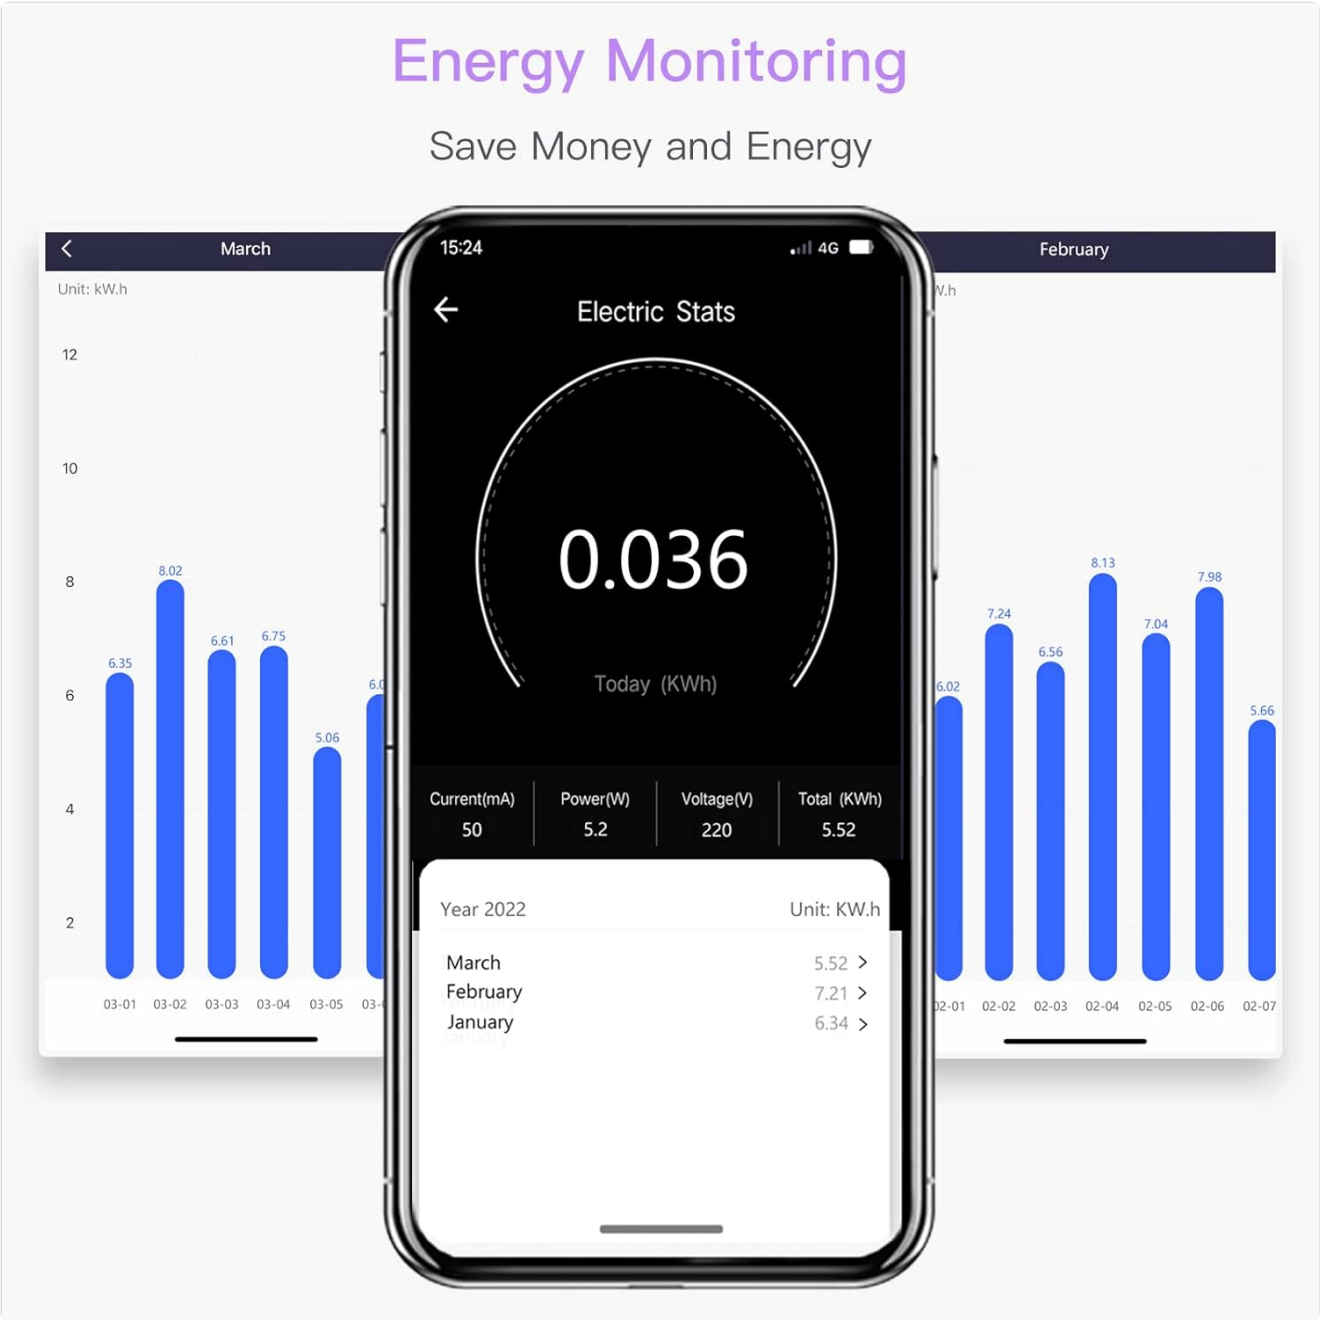 Energy Monitoring
Save Money and Energy
March
Unit: kW.h
12
10
8
6
4
2
6.35
8.02
6.61
6.75
5.06
6.0
03-01 03-02 03-03 03-04 03-05 03-
15:24
4G
Electric Stats
0.036
Today (KWh)
Current(mA) Power(W) Voltage(V) Total (KWh)
50 5.2 220 5.52
Year 2022 Unit: KW.h
March 5.52
February 7.21
January 6.34
February
W.h
6.02
7.24
6.56
8.13
7.04
7.98
5.66
02-01 02-02 02-03 02-04 02-05 02-06 02-07